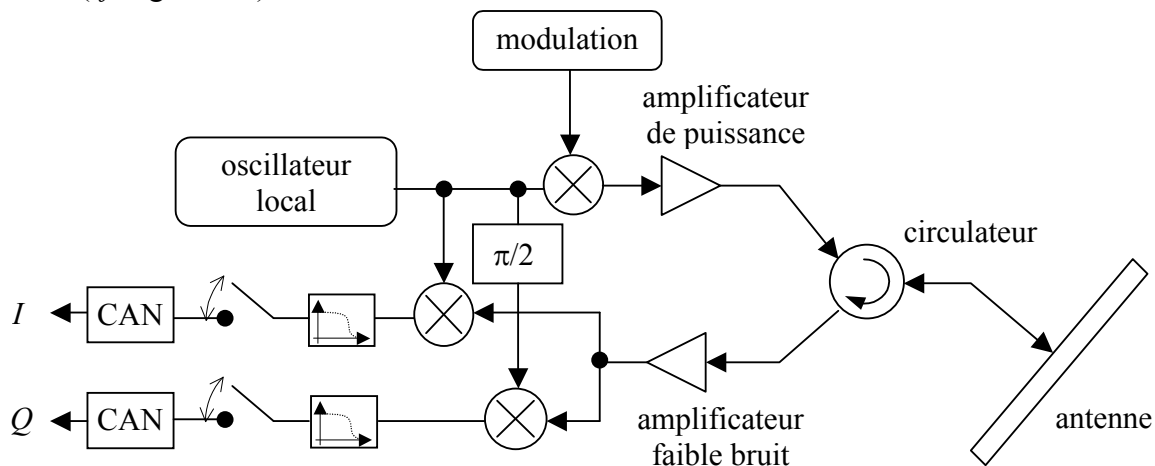 modulation
amplificateur
de puissance
oscillateur
local
π/2
circulateur
I
CAN
Q
CAN
amplificateur
faible bruit
antenne